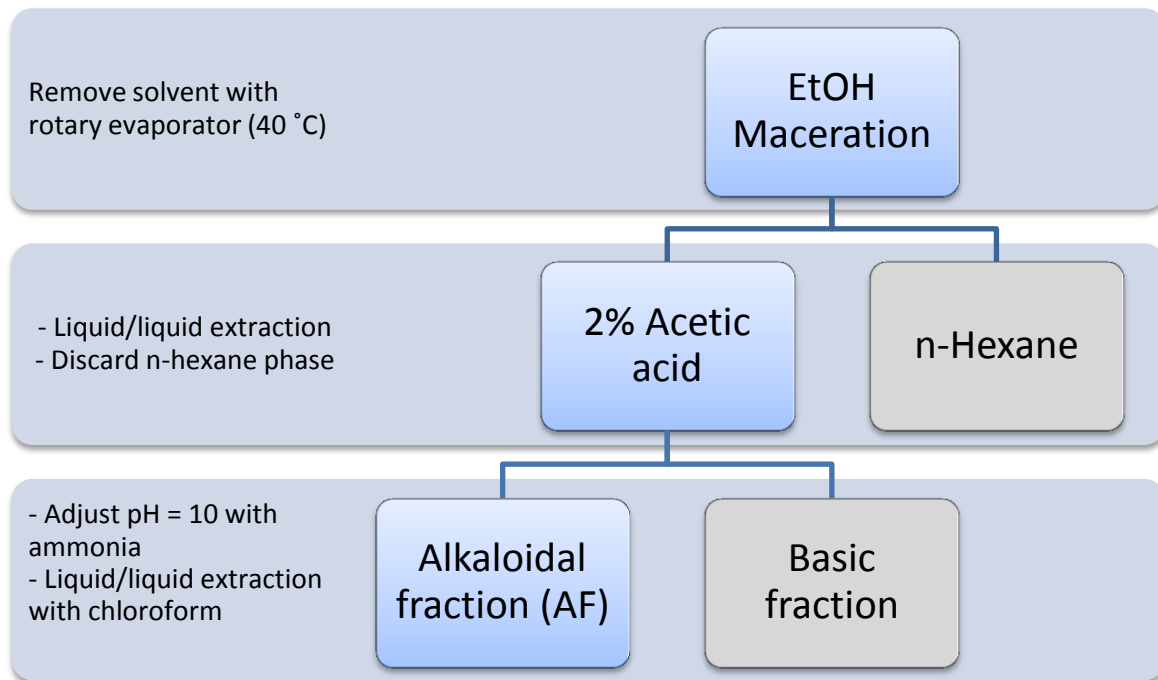 Remove solvent with
rotary evaporator (40 ˚C)
EtOH
Maceration
- Liquid/liquid extraction
- Discard n-hexane phase
2% Acetic
acid
n-Hexane
- Adjust pH = 10 with
ammonia
- Liquid/liquid extraction
with chloroform
Alkaloidal
fraction (AF)
Basic
fraction